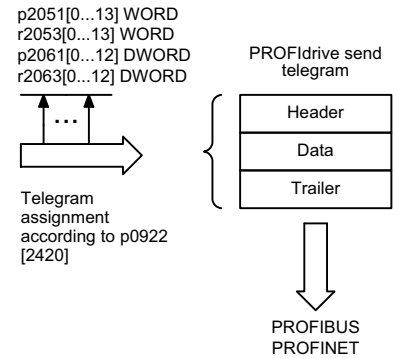 p2051[0...13] WORD
r2053[0...13] WORD
p2061[0...12] DWORD
r2063[0...12] DWORD
...
Telegram
assignment
according to p0922
[2420]
PROFIdrive send
telegram
Header
Data
Trailer
PROFIBUS
PROFINET